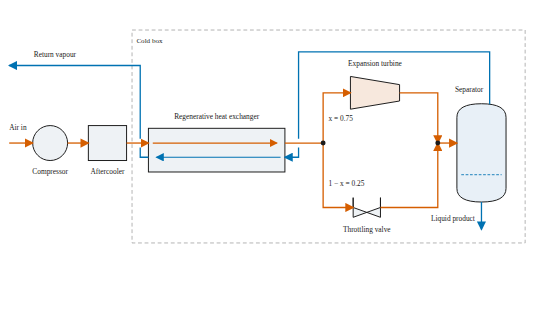 Cold box
Return vapour
Expansion turbine
Separator
Regenerative heat exchanger
x = 0.75
Air in
Compressor
Aftercooler
1 − x = 0.25
Liquid product
Throttling valve